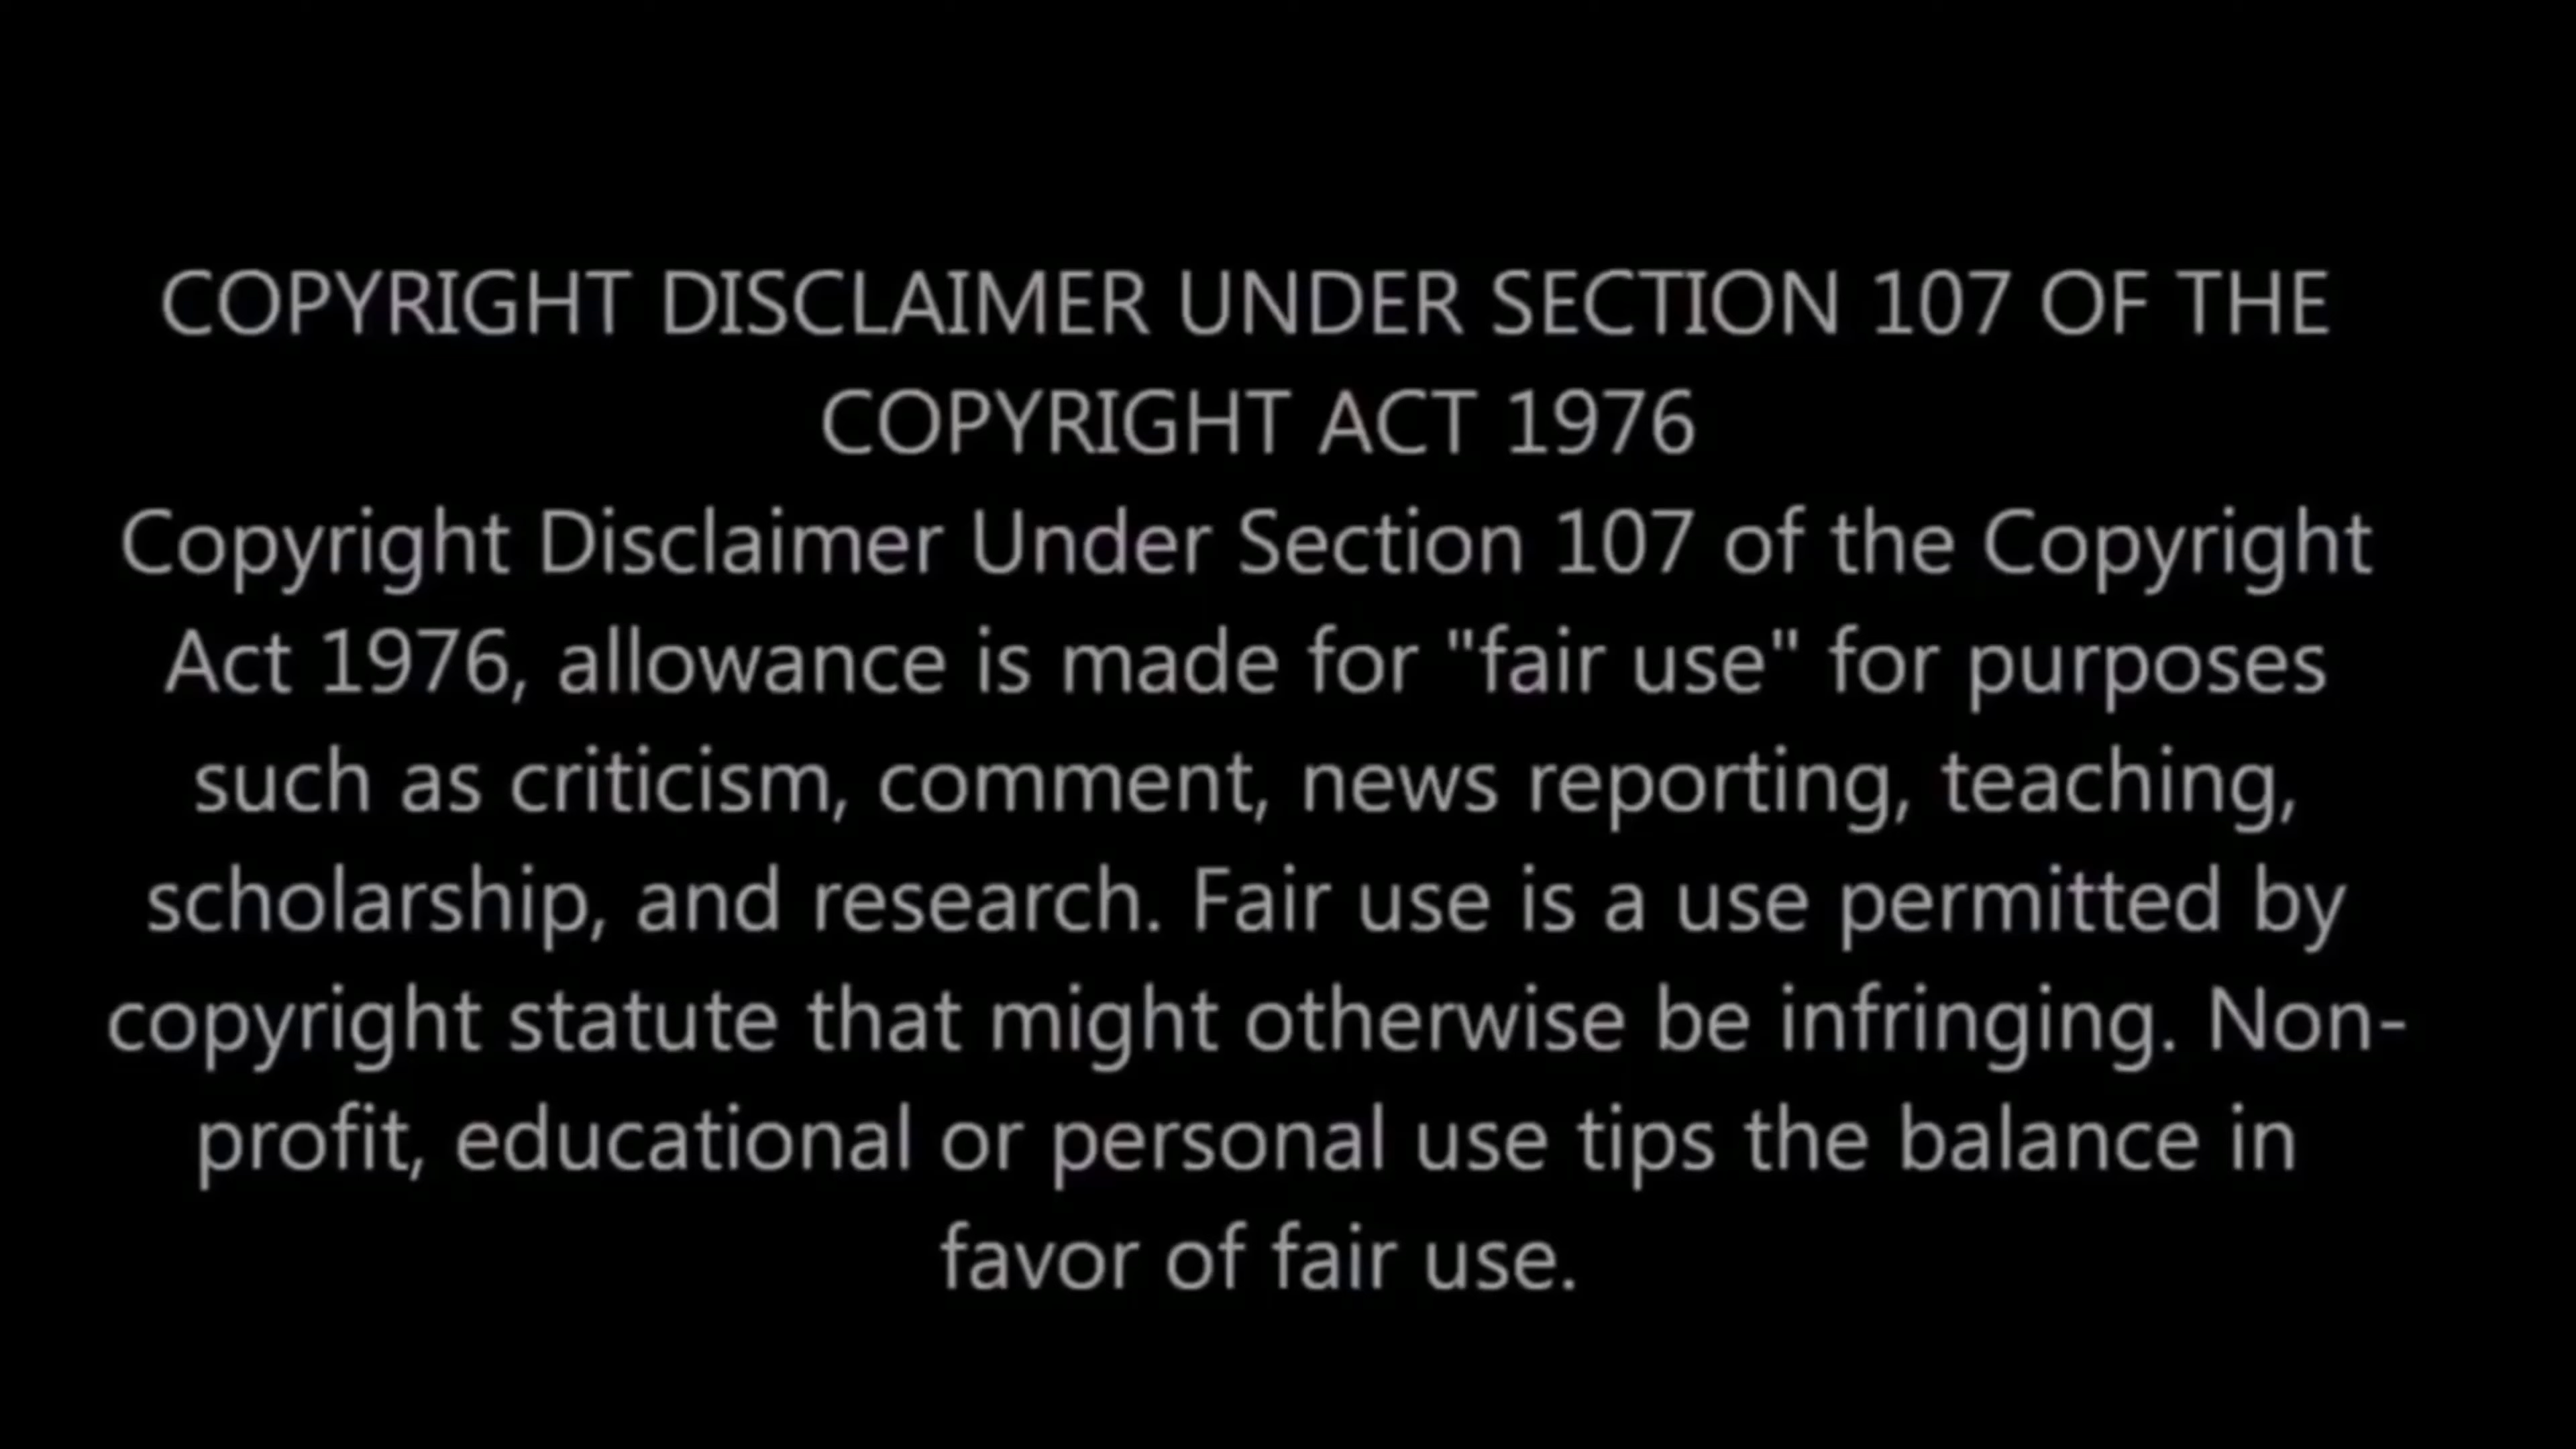 COPYRIGHT DISCLAIMER UNDER SECTION 107 OF THE
COPYRIGHT ACT 1976
Copyright Disclaimer Under Section 107 of the Copyright
Act 1976, allowance is made for "fair use" for purposes
such as criticism, comment, news reporting, teaching,
scholarship, and research. Fair use is a use permitted by
copyright statute that might otherwise be infringing. Non-
profit, educational or personal use tips the balance in
favor of fair use.